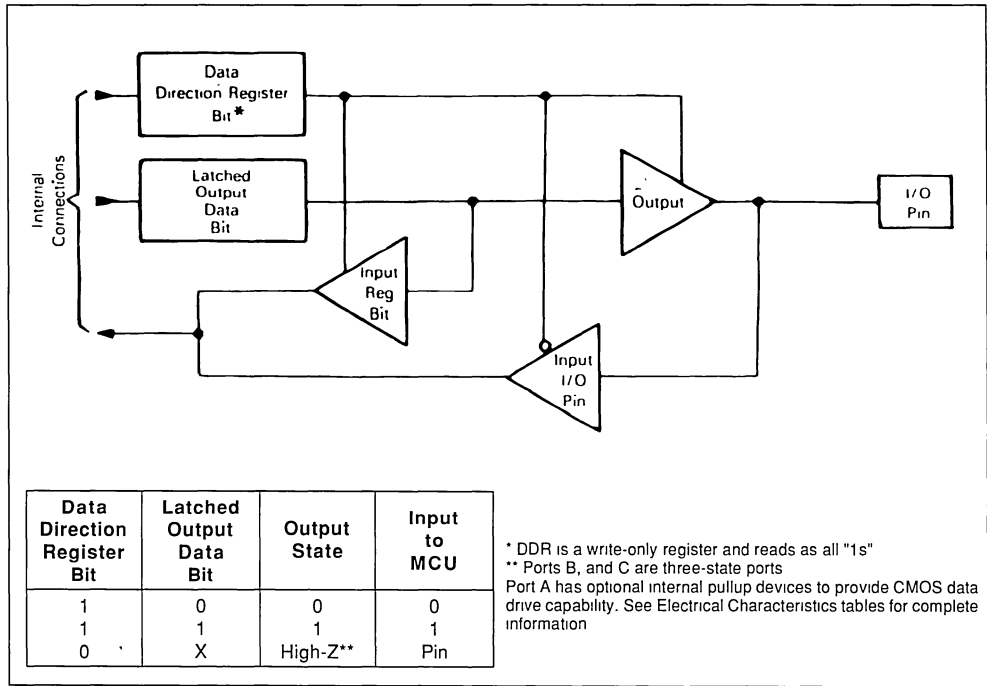 Data
Direction Register
Bit*
Internal
Connections
Latched
Output
Data
Bit
Output
I/O
Pin
Input
Reg
Bit
Input
I/O
Pin
Data
Direction
Register
Bit
Latched
Output
Data
Bit
Output
State
Input
to
MCU
1 0 0 0
1 1 1 1
0 X High-Z** Pin
* DDR is a write-only register and reads as all "1s"
** Ports B, and C are three-state ports
Port A has optional internal pullup devices to provide CMOS data
drive capability. See Electrical Characteristics tables for complete
information